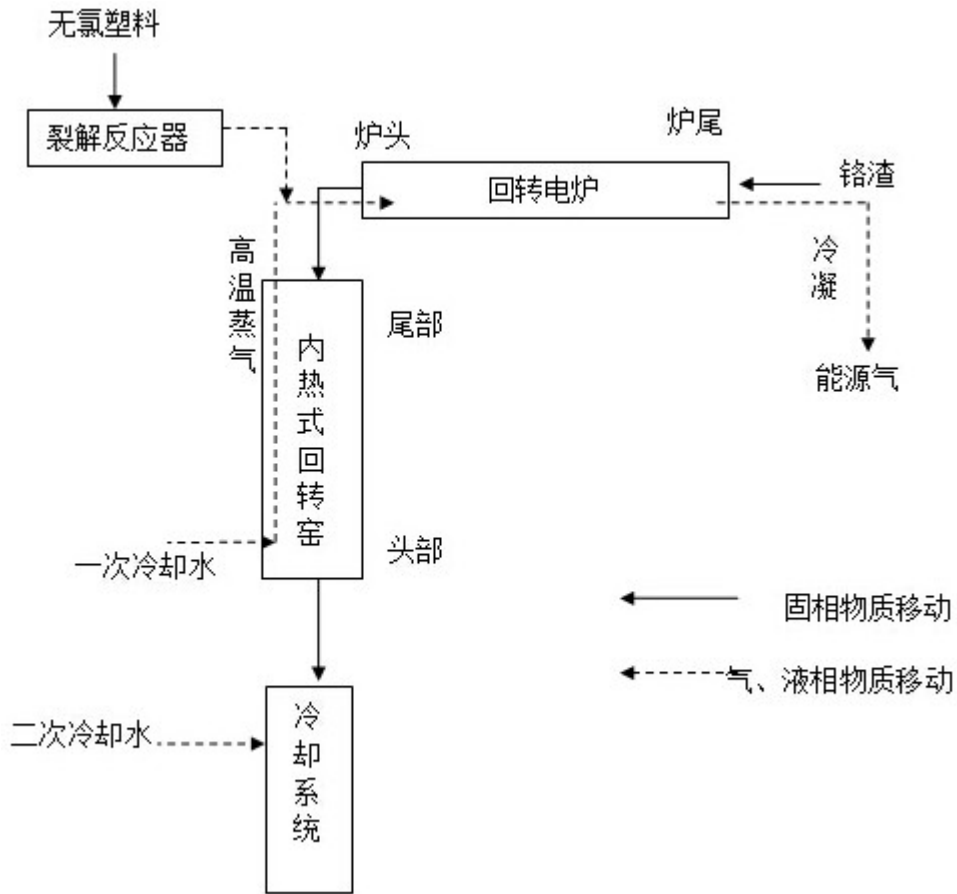 无氯塑料
裂解反应器
炉头
炉尾
回转电炉
铬渣
高温蒸气
冷凝
尾部
能源气
内热式回转窑
头部
一次冷却水
固相物质移动
气、液相物质移动
二次冷却水
冷却系统